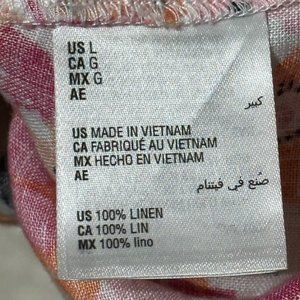 US L
CA G
MX G
AE
كبير
US MADE IN VIETNAM
CA FABRIQUÉ AU VIETNAM
MX HECHO EN VIETNAM
AE
صُنع في فيتنام
US 100% LINEN
CA 100% LIN
MX 100% lino